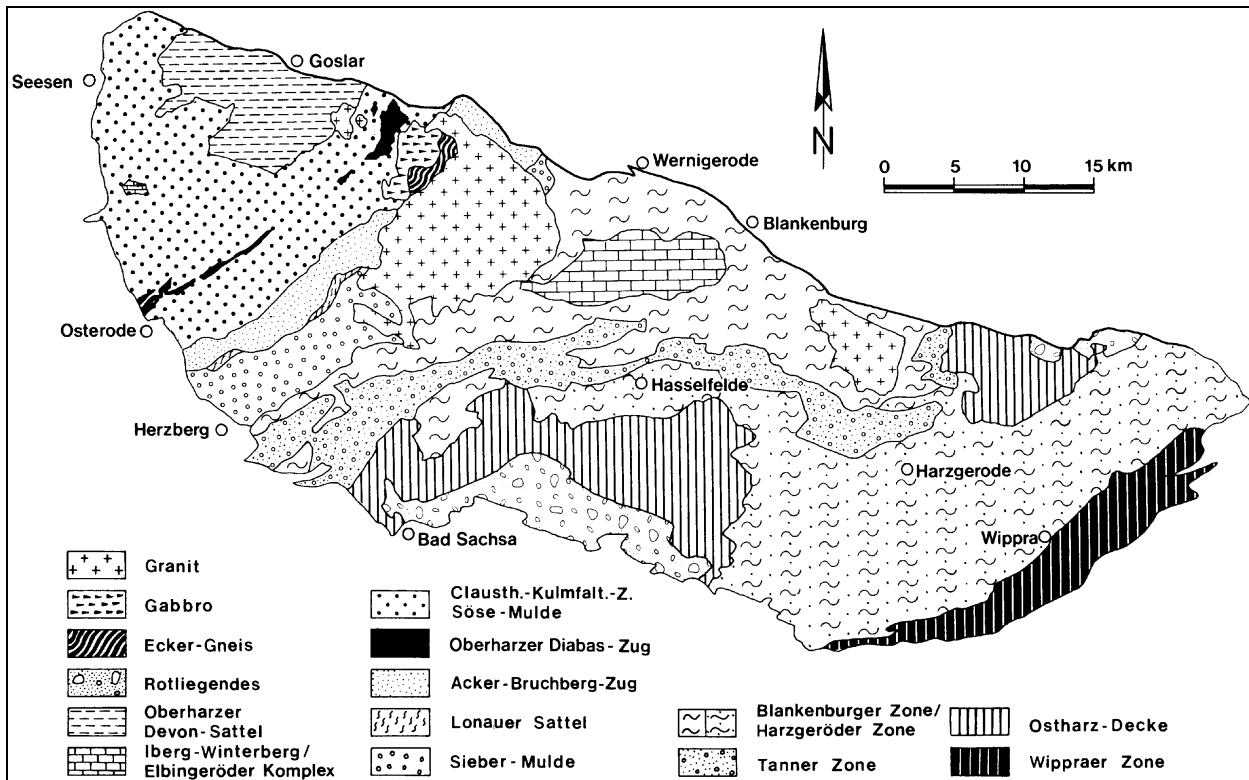 Goslar
Seesen
N
Wernigerode
0 5 10 15 km
Blankenburg
Osterode
Hasselfelde
Herzberg
Harzgerode
Bad Sachsa
Wippra
Granit
Gabbro
Ecker-Gneis
Rotliegendes
Oberharzer
Devon-Sattel
Iberg-Winterberg/
Elbingeröder Komplex
Clausth.-Kulmfalt.-Z.
Söse-Mulde
Oberharzer Diabas-Zug
Acker-Bruchberg-Zug
Lonauer Sattel
Sieber-Mulde
Blankenburger Zone/
Harzgeröder Zone
Tanner Zone
Ostharz-Decke
Wippraer Zone